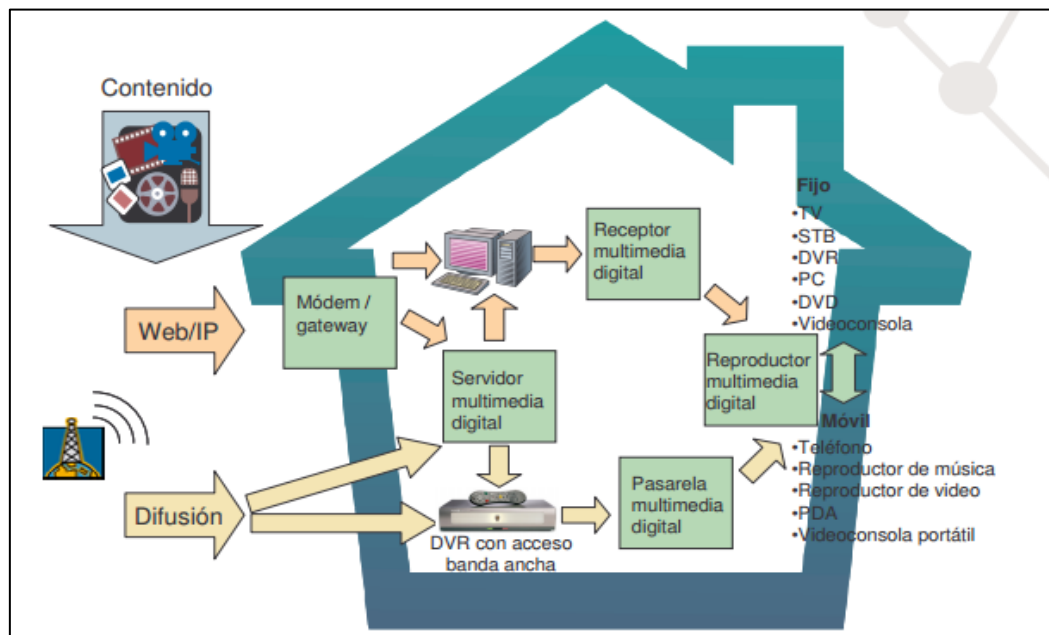 Contenido
Web/IP
Difusión
Módem /
gateway
Servidor
multimedia
digital
DVR con acceso
banda ancha
Receptor
multimedia
digital
Pasarela
multimedia
digital
Reproductor
multimedia
digital
Fijo
•TV
•STB
•DVR
•PC
•DVD
•Videoconsola
Móvil
•Teléfono
•Reproductor de música
•Reproductor de video
•PDA
•Videoconsola portátil